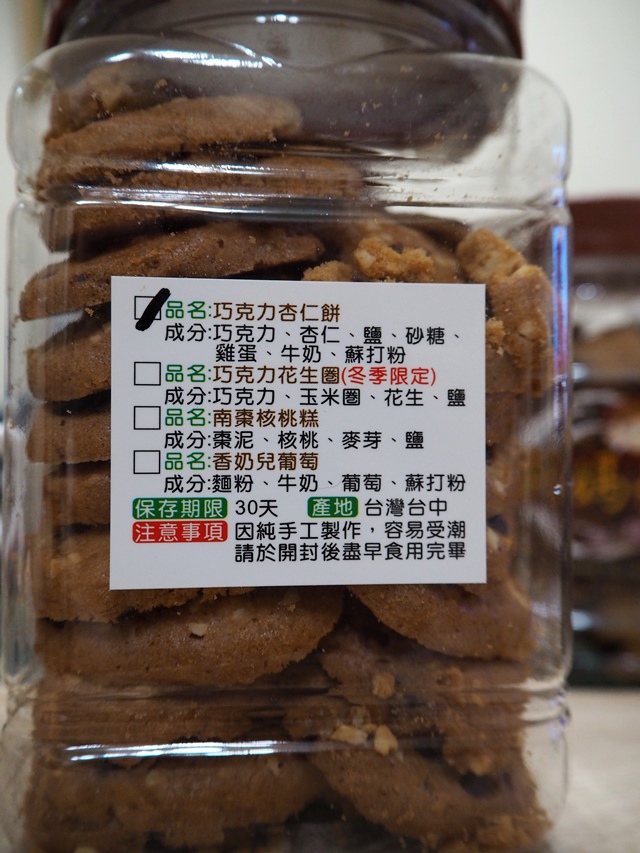 品名:巧克力杏仁餅
成分:巧克力、杏仁、鹽、砂糖、
雞蛋、牛奶、蘇打粉
品名:巧克力花生圈(冬季限定)
成分:巧克力、玉米圈、花生、鹽
品名:南棗核桃糕
成分:棗泥、核桃、麥芽、鹽
品名:香奶兒葡萄
成分:麵粉、牛奶、葡萄、蘇打粉
保存期限 30天 產地 台灣台中
注意事項 因純手工製作，容易受潮
請於開封後盡早食用完畢